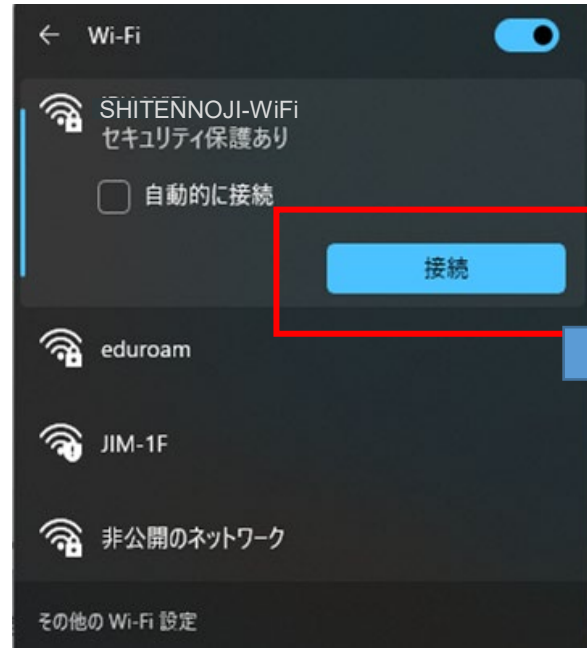 Wi-Fi
SHITENNOJI-WiFi
セキュリティ保護あり
自動的に接続
接続
eduroam
JIM-1F
非公開のネットワーク
その他の Wi-Fi 設定